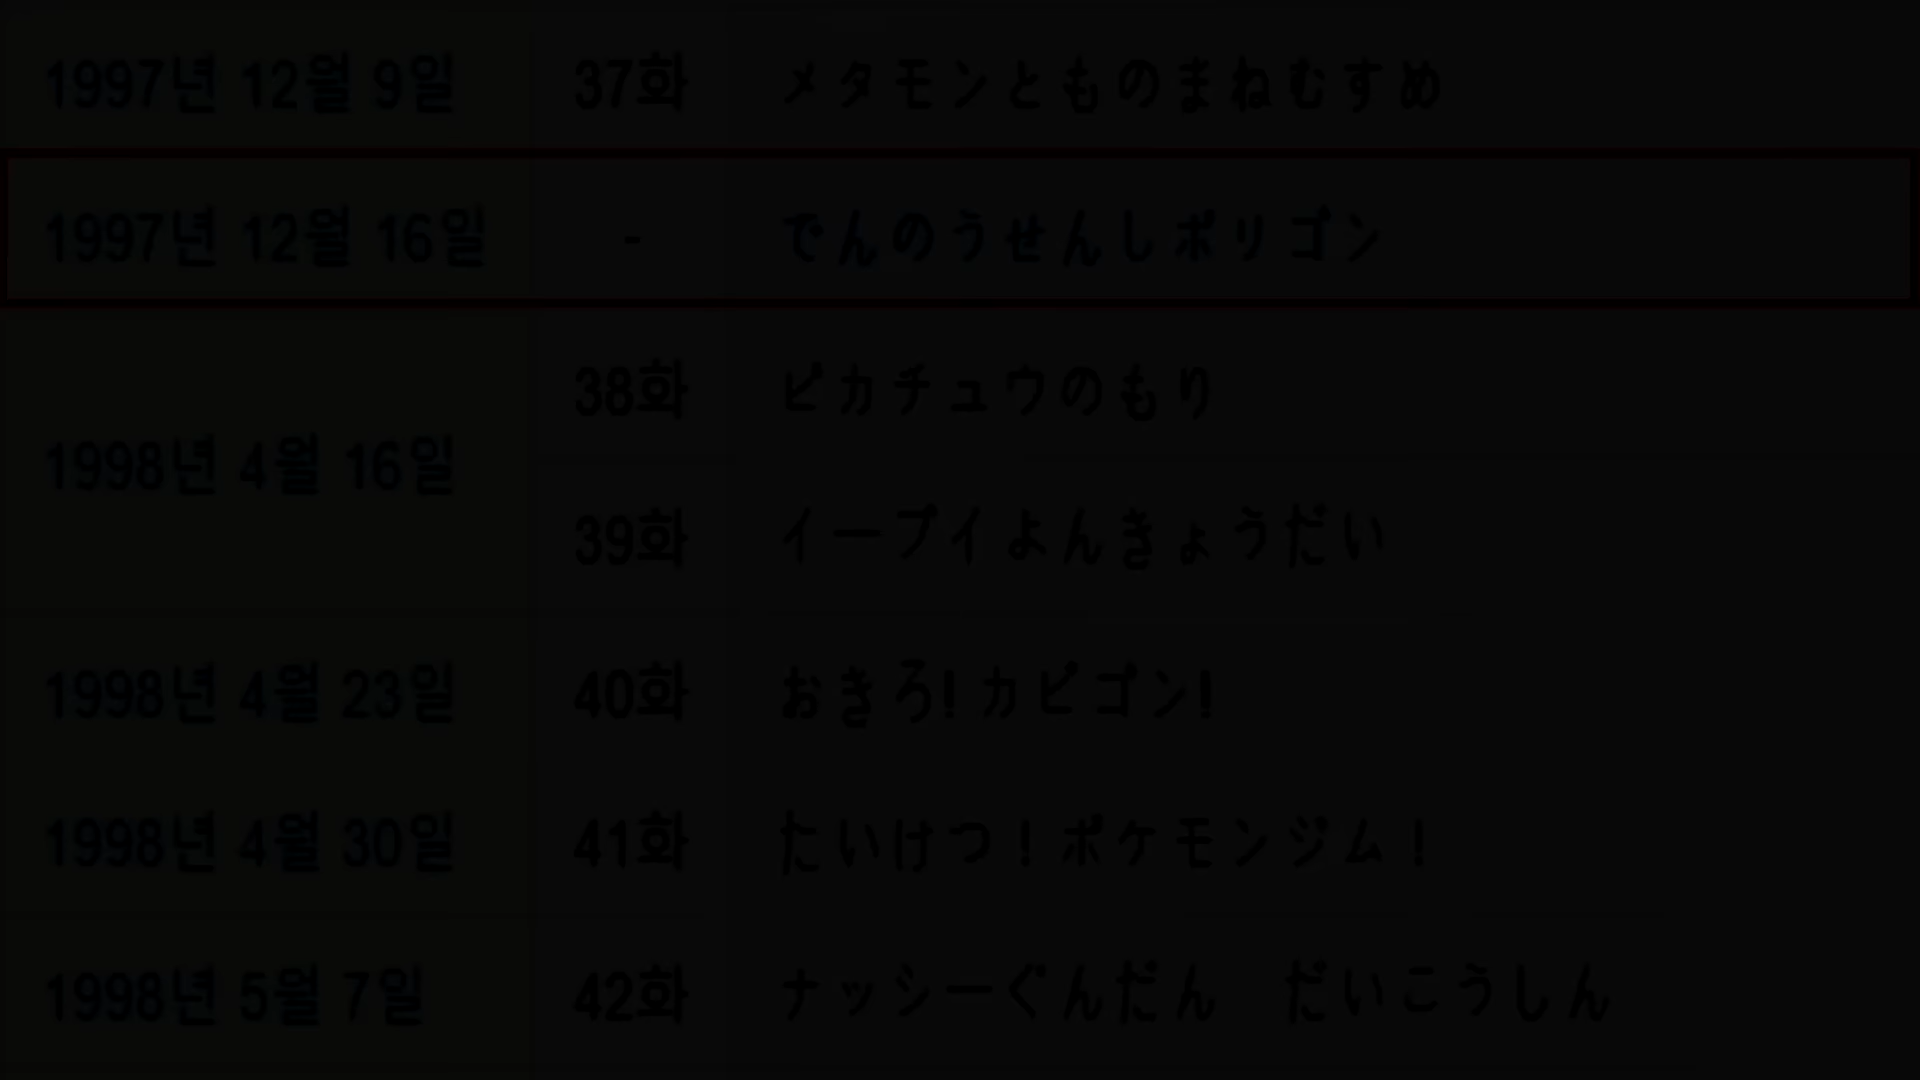 1997년 12월 9일 37화 メタモンとものまねむすめ
1997년 12월 16일 - でんのうせんしポリゴン
1998년 4월 16일 38화 ピカチュウのもり
39화 イーブイよんきょうだい
1998년 4월 23일 40화 おきろ! カビゴン!
1998년 4월 30일 41화 たいけつ！ポケモンジム！
1998년 5월 7일 42화 ナッシーぐんだん　だいこうしん